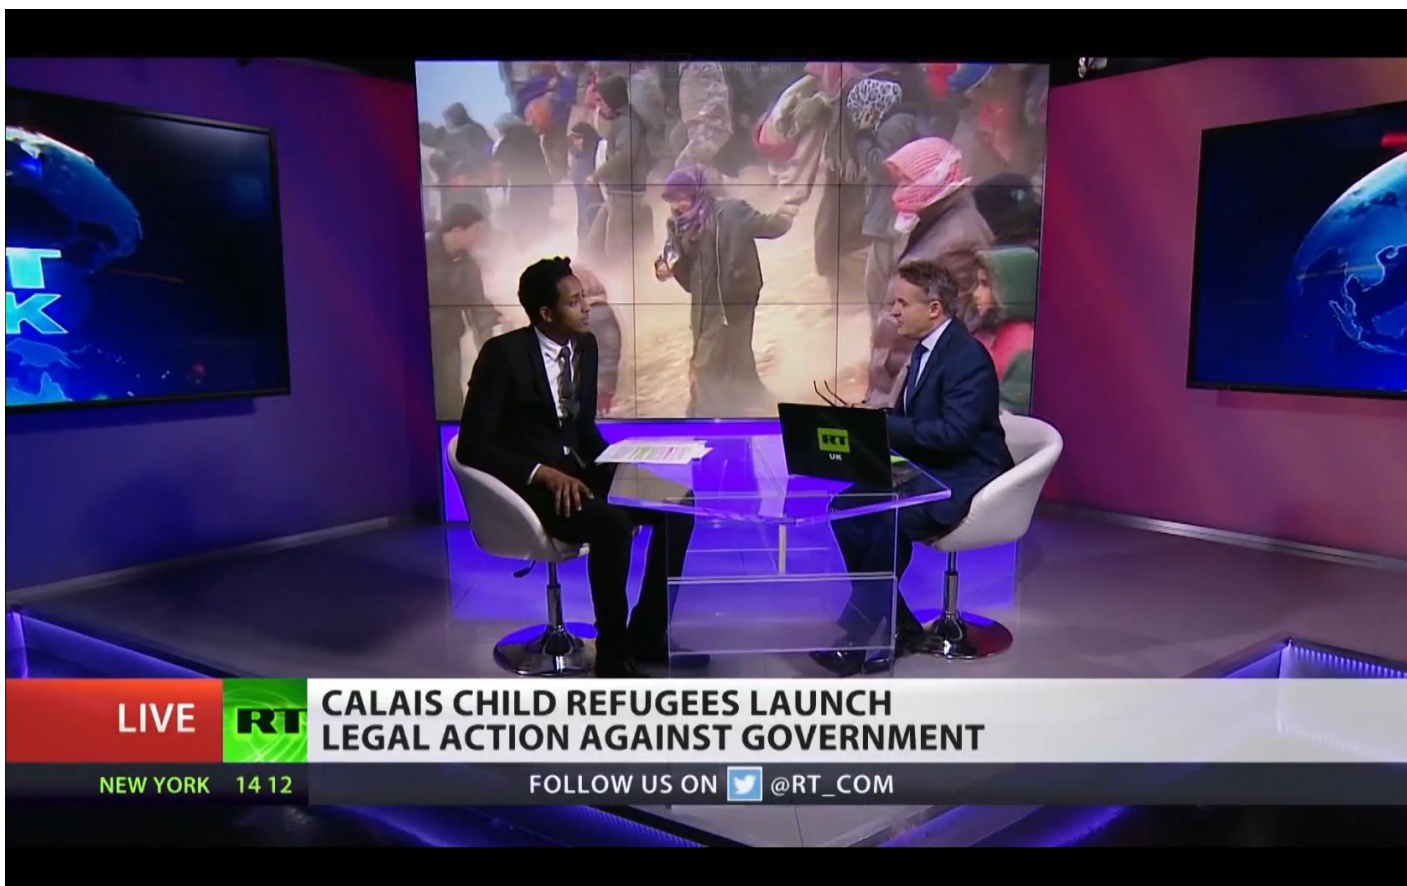 T
K
RT
UK
LIVE
RT
CALAIS CHILD REFUGEES LAUNCH
LEGAL ACTION AGAINST GOVERNMENT
NEW YORK 14 12
FOLLOW US ON @RT_COM